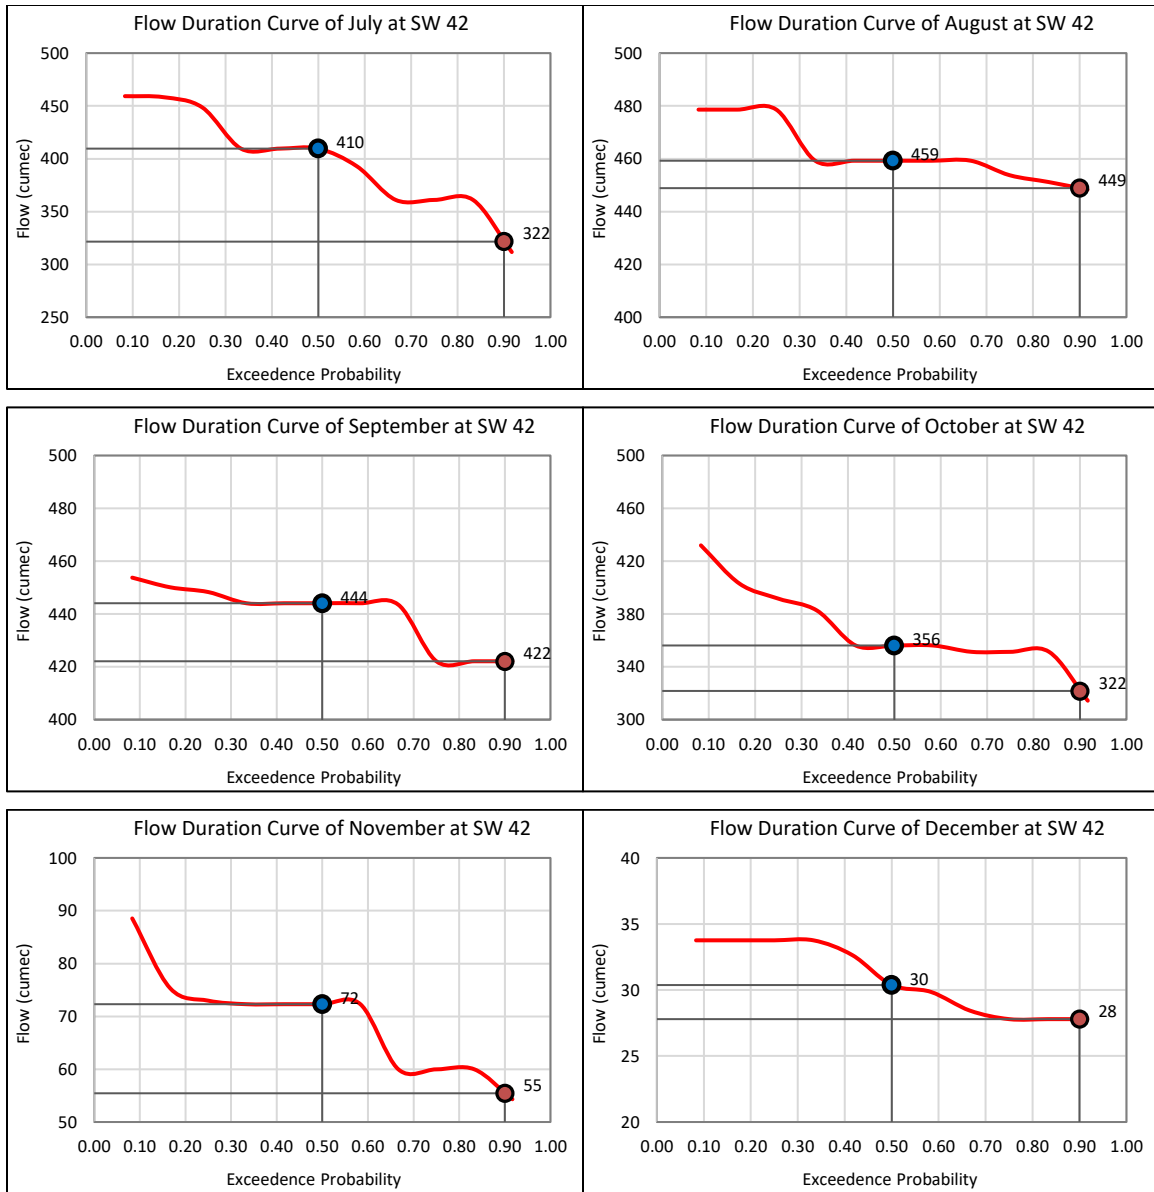 Flow Duration Curve of July at SW 42
Flow (cumec)
500
450
400
350
300
250
410
322
0.00 0.10 0.20 0.30 0.40 0.50 0.60 0.70 0.80 0.90 1.00
Exceedence Probability
Flow Duration Curve of August at SW 42
Flow (cumec)
500
480
460
440
420
400
459
449
0.00 0.10 0.20 0.30 0.40 0.50 0.60 0.70 0.80 0.90 1.00
Exceedence Probability
Flow Duration Curve of September at SW 42
Flow (cumec)
500
480
460
440
420
400
444
422
0.00 0.10 0.20 0.30 0.40 0.50 0.60 0.70 0.80 0.90 1.00
Exceedence Probability
Flow Duration Curve of October at SW 42
Flow (cumec)
500
460
420
380
340
300
356
322
0.00 0.10 0.20 0.30 0.40 0.50 0.60 0.70 0.80 0.90 1.00
Exceedence Probability
Flow Duration Curve of November at SW 42
Flow (cumec)
100
90
80
70
60
50
72
55
0.00 0.10 0.20 0.30 0.40 0.50 0.60 0.70 0.80 0.90 1.00
Exceedence Probability
Flow Duration Curve of December at SW 42
Flow (cumec)
40
35
30
25
20
30
28
0.00 0.10 0.20 0.30 0.40 0.50 0.60 0.70 0.80 0.90 1.00
Exceedence Probability